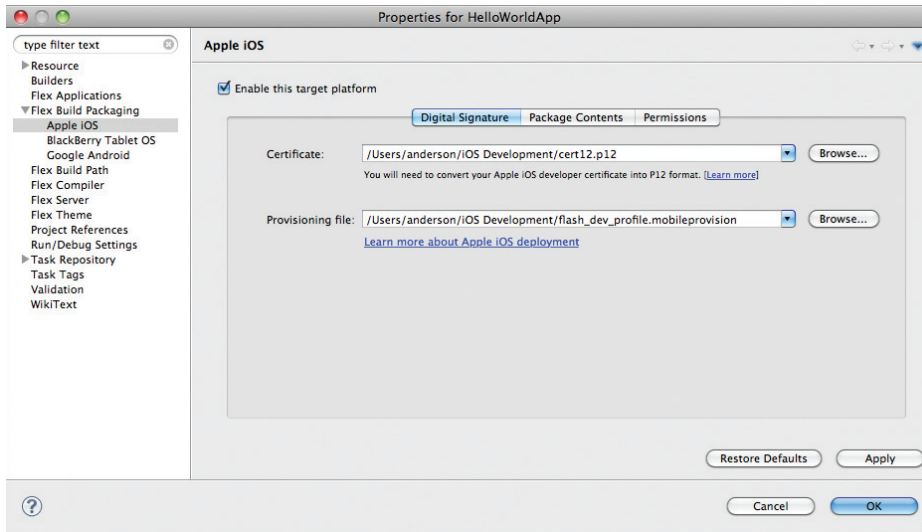 Properties for HelloWorldApp
type filter text
Resource
Builders
Flex Applications
Flex Build Packaging
Apple iOS
BlackBerry Tablet OS
Google Android
Flex Build Path
Flex Compiler
Flex Server
Flex Theme
Project References
Run/Debug Settings
Task Repository
Task Tags
Validation
WikiText
Apple iOS
Enable this target platform
Digital Signature Package Contents Permissions
Certificate: /Users/anderson/iOS Development/cert12.p12 Browse...
You will need to convert your Apple iOS developer certificate into P12 format. [Learn more]
Provisioning file: /Users/anderson/iOS Development/flash_dev_profile.mobileprovision Browse...
Learn more about Apple iOS deployment
Restore Defaults Apply
? Cancel OK